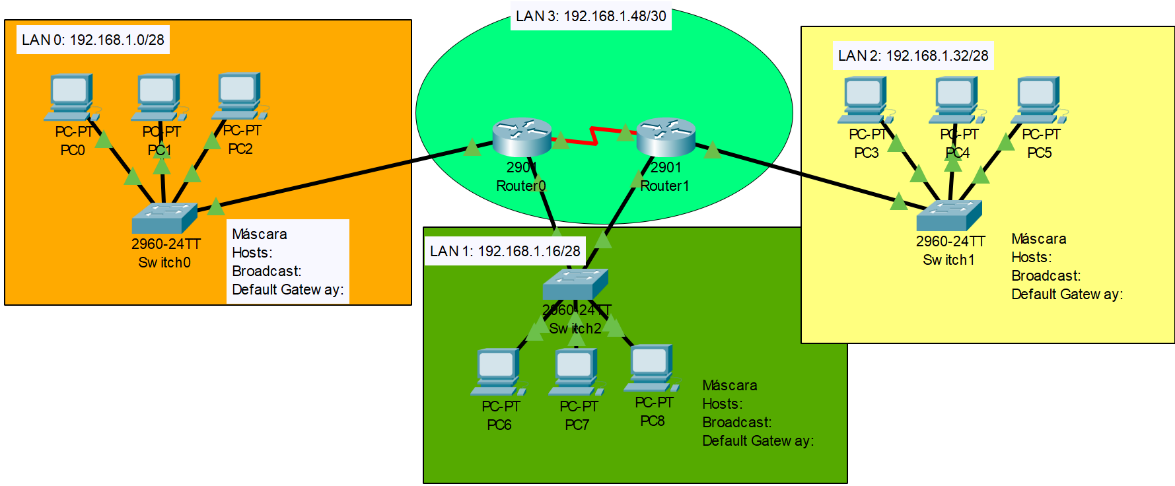 LAN 0: 192.168.1.0/28
PC-PT
PC0
PC-PT
PC1
PC-PT
PC2
2960-24TT
Switch0
Máscara
Hosts:
Broadcast:
Default Gateway:
LAN 3: 192.168.1.48/30
2901
Router0
2901
Router1
LAN 2: 192.168.1.32/28
PC-PT
PC3
PC-PT
PC4
PC-PT
PC5
2960-24TT
Switch1
Máscara
Hosts:
Broadcast:
Default Gateway:
LAN 1: 192.168.1.16/28
2960-24TT
Switch2
PC-PT
PC6
PC-PT
PC7
PC-PT
PC8
Máscara
Hosts:
Broadcast:
Default Gateway: